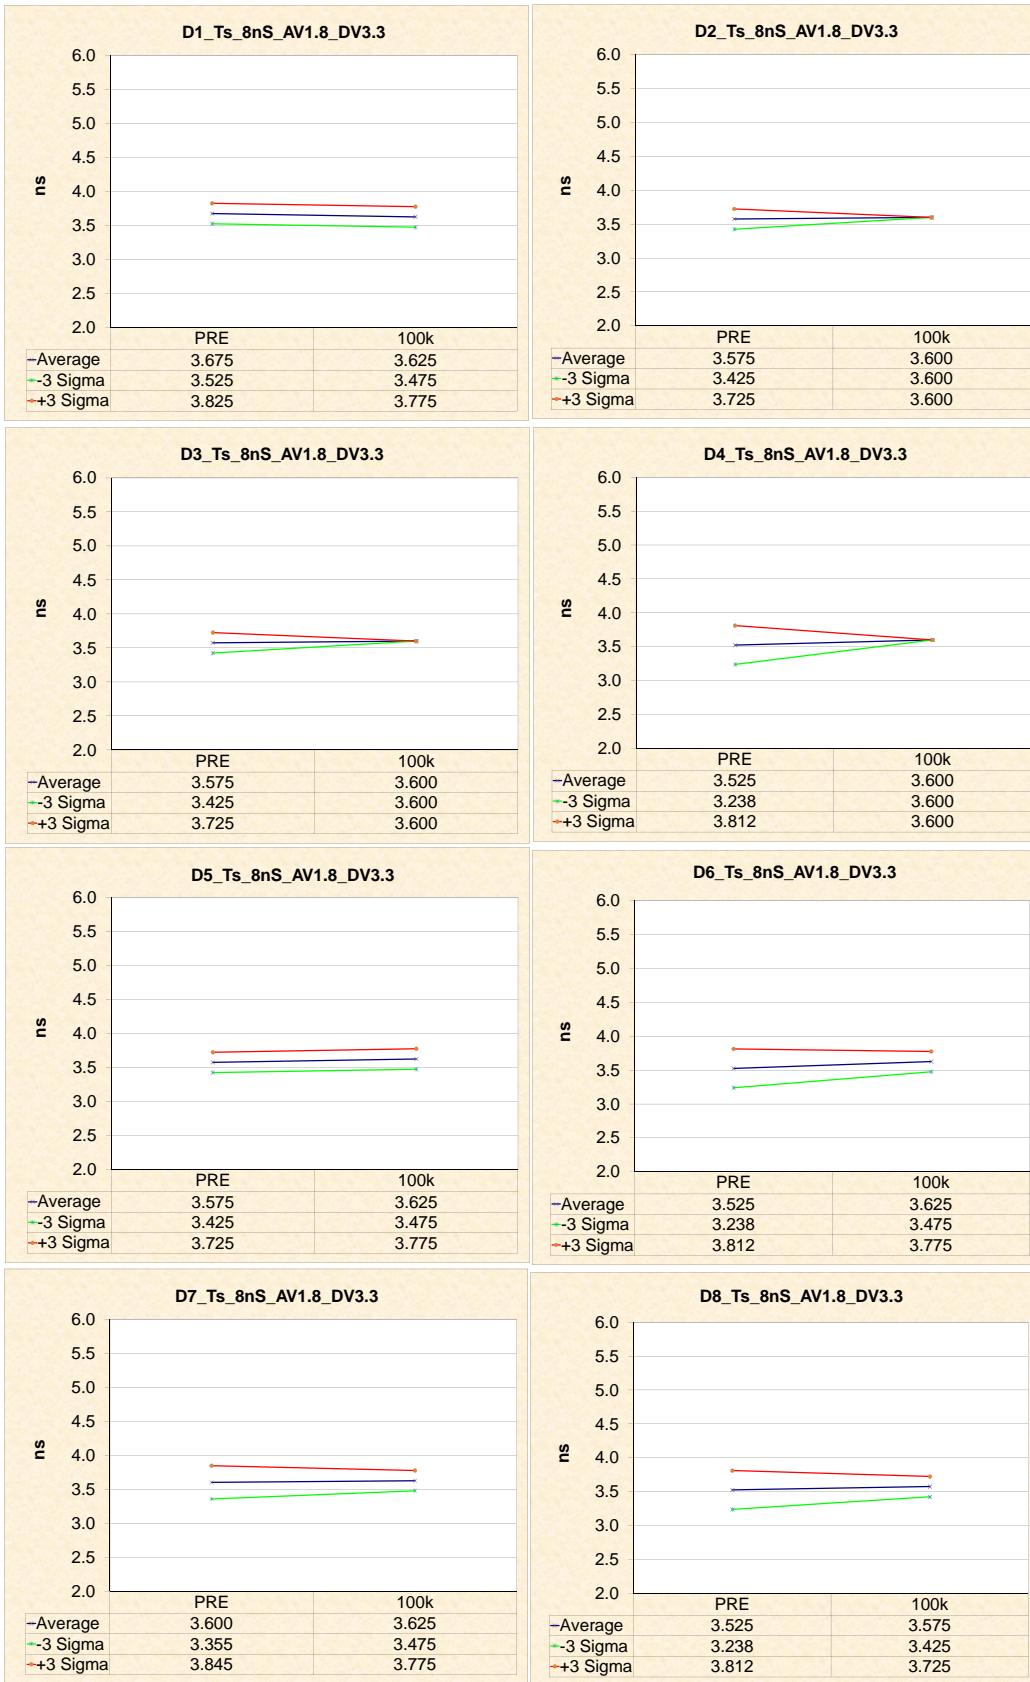 D1_Ts_8nS_AV1.8_DV3.3
6.0
5.5
5.0
4.5
4.0
3.5
3.0
2.5
2.0
ns
PRE 100k
Average 3.675 3.625
-3 Sigma 3.525 3.475
+3 Sigma 3.825 3.775
D2_Ts_8nS_AV1.8_DV3.3
6.0
5.5
5.0
4.5
4.0
3.5
3.0
2.5
2.0
ns
PRE 100k
Average 3.575 3.600
-3 Sigma 3.425 3.600
+3 Sigma 3.725 3.600
D3_Ts_8nS_AV1.8_DV3.3
6.0
5.5
5.0
4.5
4.0
3.5
3.0
2.5
2.0
ns
PRE 100k
Average 3.575 3.600
-3 Sigma 3.425 3.600
+3 Sigma 3.725 3.600
D4_Ts_8nS_AV1.8_DV3.3
6.0
5.5
5.0
4.5
4.0
3.5
3.0
2.5
2.0
ns
PRE 100k
Average 3.525 3.600
-3 Sigma 3.238 3.600
+3 Sigma 3.812 3.600
D5_Ts_8nS_AV1.8_DV3.3
6.0
5.5
5.0
4.5
4.0
3.5
3.0
2.5
2.0
ns
PRE 100k
Average 3.575 3.625
-3 Sigma 3.425 3.475
+3 Sigma 3.725 3.775
D6_Ts_8nS_AV1.8_DV3.3
6.0
5.5
5.0
4.5
4.0
3.5
3.0
2.5
2.0
ns
PRE 100k
Average 3.525 3.625
-3 Sigma 3.238 3.475
+3 Sigma 3.812 3.775
D7_Ts_8nS_AV1.8_DV3.3
6.0
5.5
5.0
4.5
4.0
3.5
3.0
2.5
2.0
ns
PRE 100k
Average 3.600 3.625
-3 Sigma 3.355 3.475
+3 Sigma 3.845 3.775
D8_Ts_8nS_AV1.8_DV3.3
6.0
5.5
5.0
4.5
4.0
3.5
3.0
2.5
2.0
ns
PRE 100k
Average 3.525 3.575
-3 Sigma 3.238 3.425
+3 Sigma 3.812 3.725